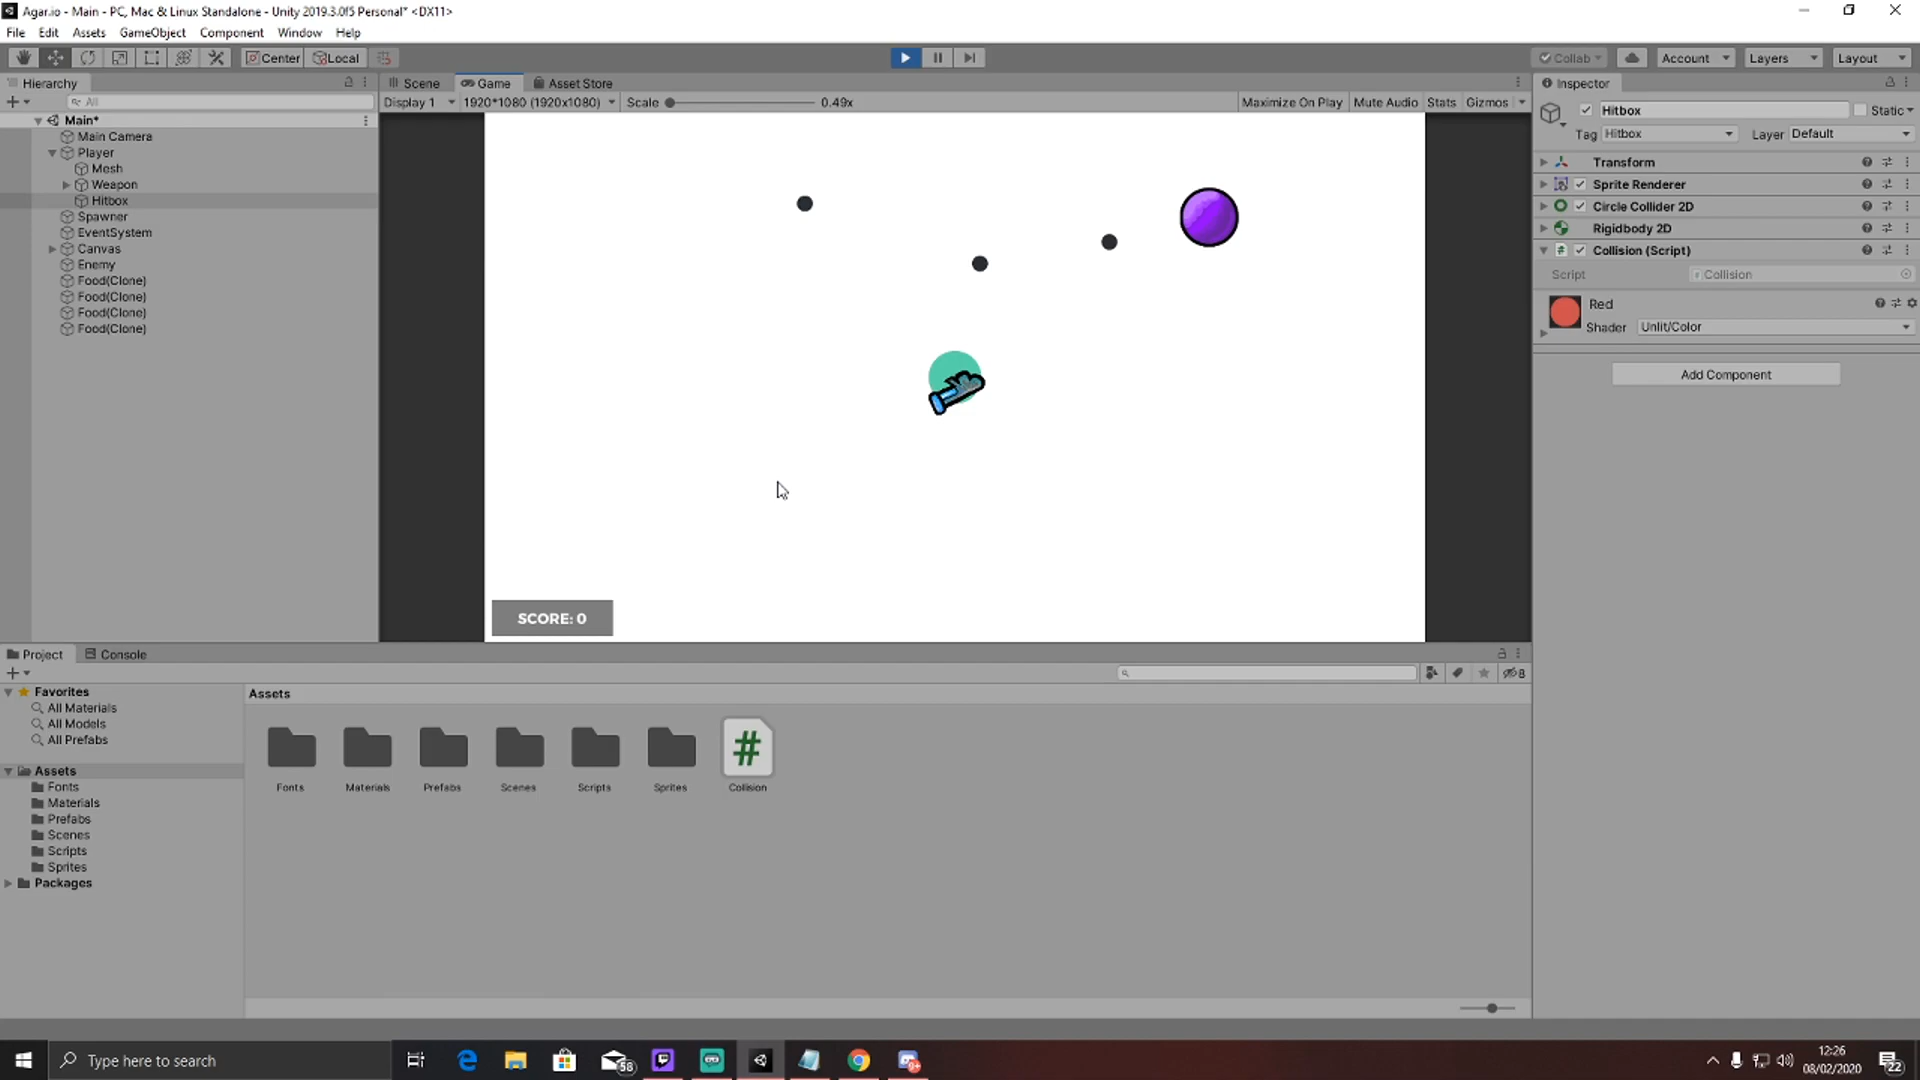 Agar.io - Main - PC, Mac & Linux Standalone - Unity 2019.3.0f5 Personal* <DX11>
File Edit Assets GameObject Component Window Help
Center Local Collab Account Layers Layout
Hierarchy Scene Game Asset Store Inspector
All Display 1 1920*1080 (1920x1080) Scale 0.49x Maximize On Play Mute Audio Stats Gizmos
Hitbox Static
Main*
Main Camera
Tag Hitbox Layer Default
Player
Mesh
Transform
Weapon
Sprite Renderer
Hitbox
Circle Collider 2D
Spawner
Rigidbody 2D
EventSystem
Canvas
Collision (Script)
Enemy
Script Collision
Food(Clone)
Food(Clone)
Red
Food(Clone)
Shader Unlit/Color
Food(Clone)
Add Component
SCORE: 0
Project Console
8
Favorites Assets
All Materials
All Models
All Prefabs
Assets
Fonts
Materials
Prefabs
Scenes
Scripts
Sprites
Packages
#
Fonts Materials Prefabs Scenes Scripts Sprites Collision
Type here to search
58
9+
12:26
08/02/2020
22